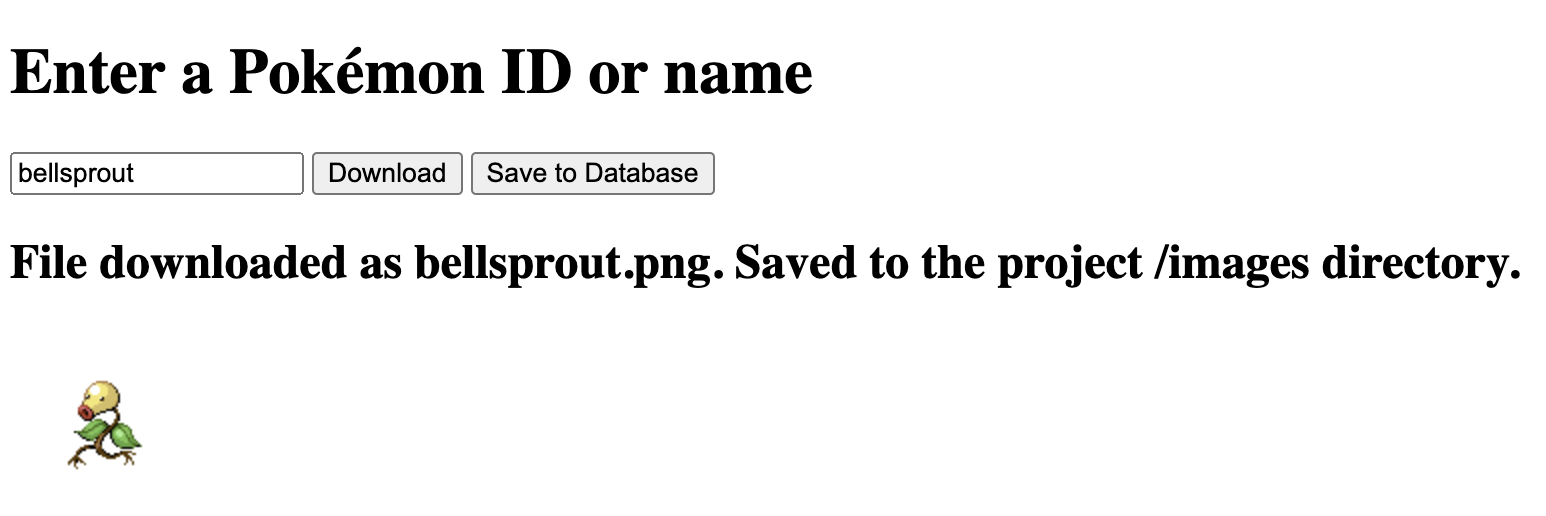 Enter a Pokémon ID or name
bellsprout Download Save to Database
File downloaded as bellsprout.png. Saved to the project /images directory.